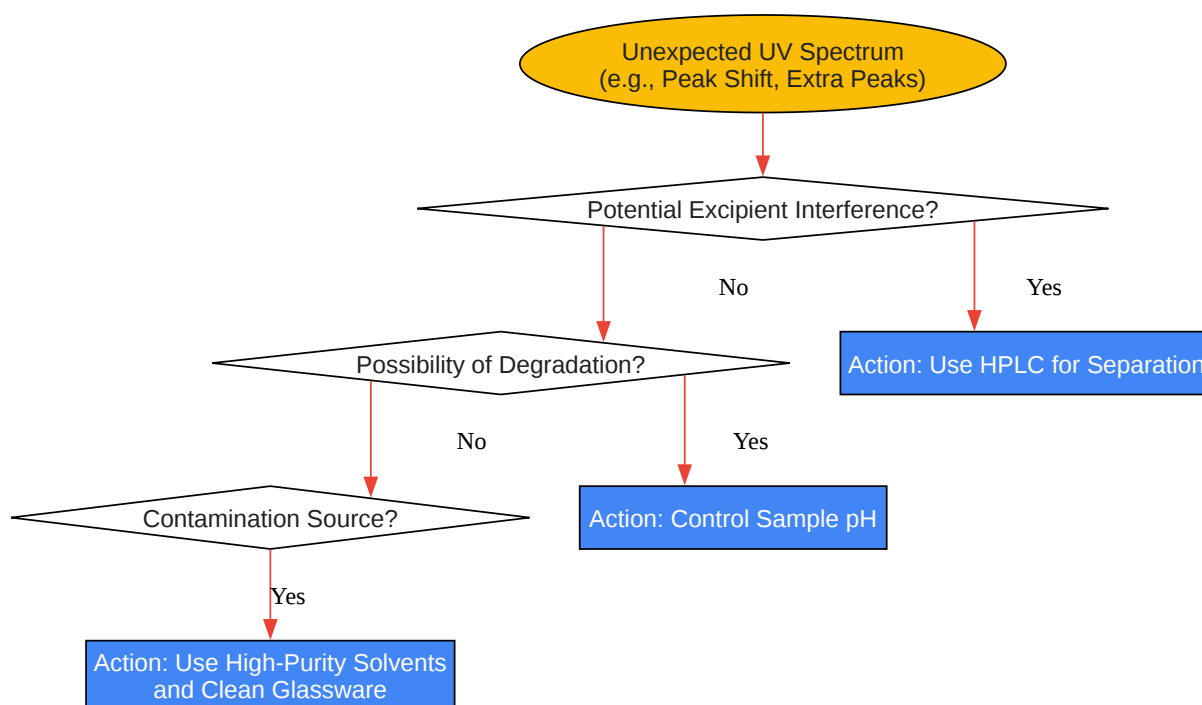 Unexpected UV Spectrum
(e.g., Peak Shift, Extra Peaks)
Potential Excipient Interference?
No
Yes
Possibility of Degradation?
Action: Use HPLC for Separation
No
Yes
Contamination Source?
Action: Control Sample pH
Yes
Action: Use High-Purity Solvents
and Clean Glassware